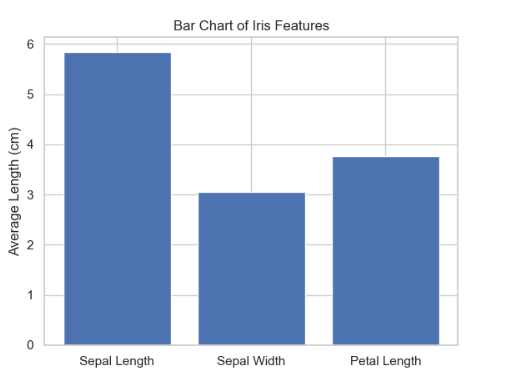 Bar Chart of Iris Features
Average Length (cm)
6
5
4
3
2
1
0
Sepal Length Sepal Width Petal Length